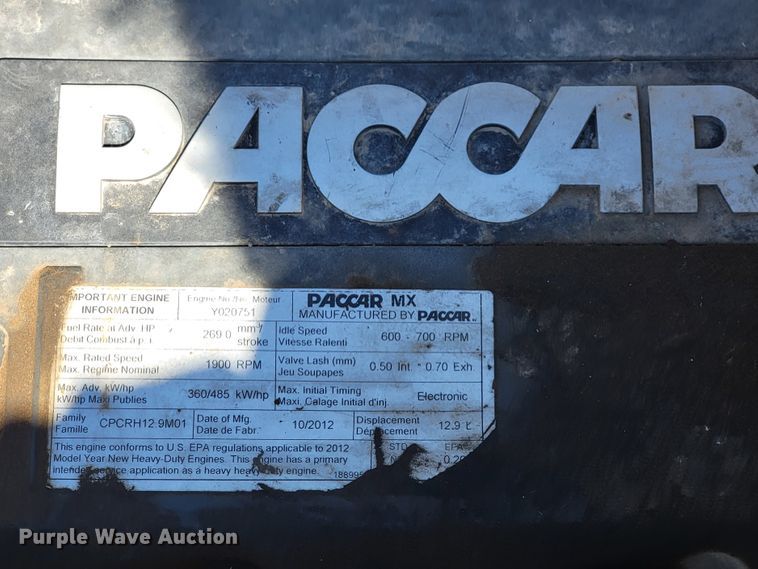 PACCAR
IMPORTANT ENGINE INFORMATION
Engine No./No. Moteur
Y020751
PACCAR MX
MANUFACTURED BY PACCAR
Fuel Rate at Adv. HP
Debit Combust à p.
269.0 mm³/stroke
Idle Speed
Vitesse Ralenti
600 - 700 RPM
Max. Rated Speed
Max. Regime Nominal
1900 RPM
Valve Lash (mm)
Jeu Soupapes
0.50 Int. - 0.70 Exh.
Max. Adv. kW/hp
kW/hp Maxi Publies
360/485 kW/hp
Max. Initial Timing
Maxi. Calage Initial d'inj.
Electronic
Family
Famille
CPCRH12.9M01
Date of Mfg.
Date de Fabr.
10/2012
Displacement
Déplacement
12.9 L
This engine conforms to U.S. EPA regulations applicable to 2012
Model Year New Heavy-Duty Engines. This engine has a primary
intended service application as a heavy heavy-duty engine.
STD
EPA
0.20
188995
Purple Wave Auction